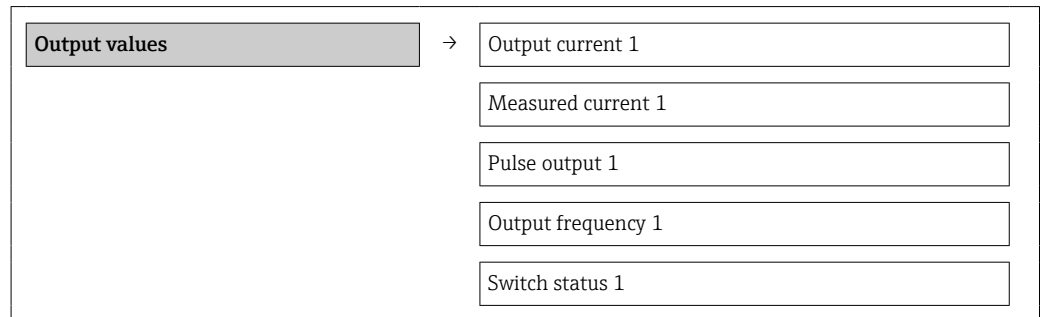 Output values → Output current 1
Measured current 1
Pulse output 1
Output frequency 1
Switch status 1